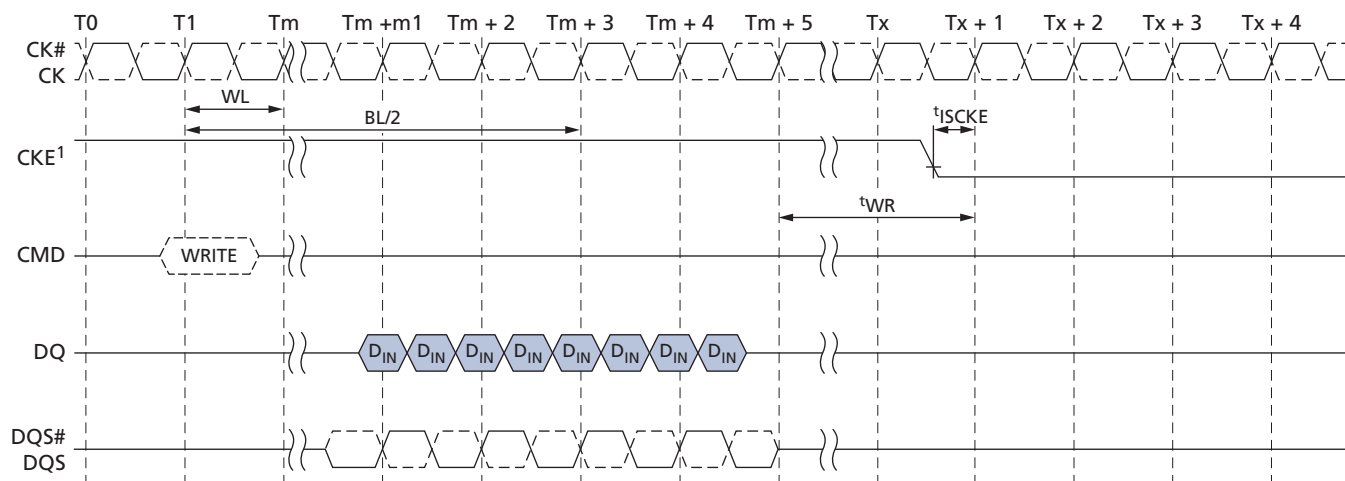 T0 T1 Tm Tm +m1 Tm + 2 Tm + 3 Tm + 4 Tm + 5 Tx Tx + 1 Tx + 2 Tx + 3 Tx + 4
CK#
CK
WL
BL/2
tISCKE
CKE1
tWR
CMD WRITE
DQ DIN DIN DIN DIN DIN DIN DIN DIN
DQS#
DQS